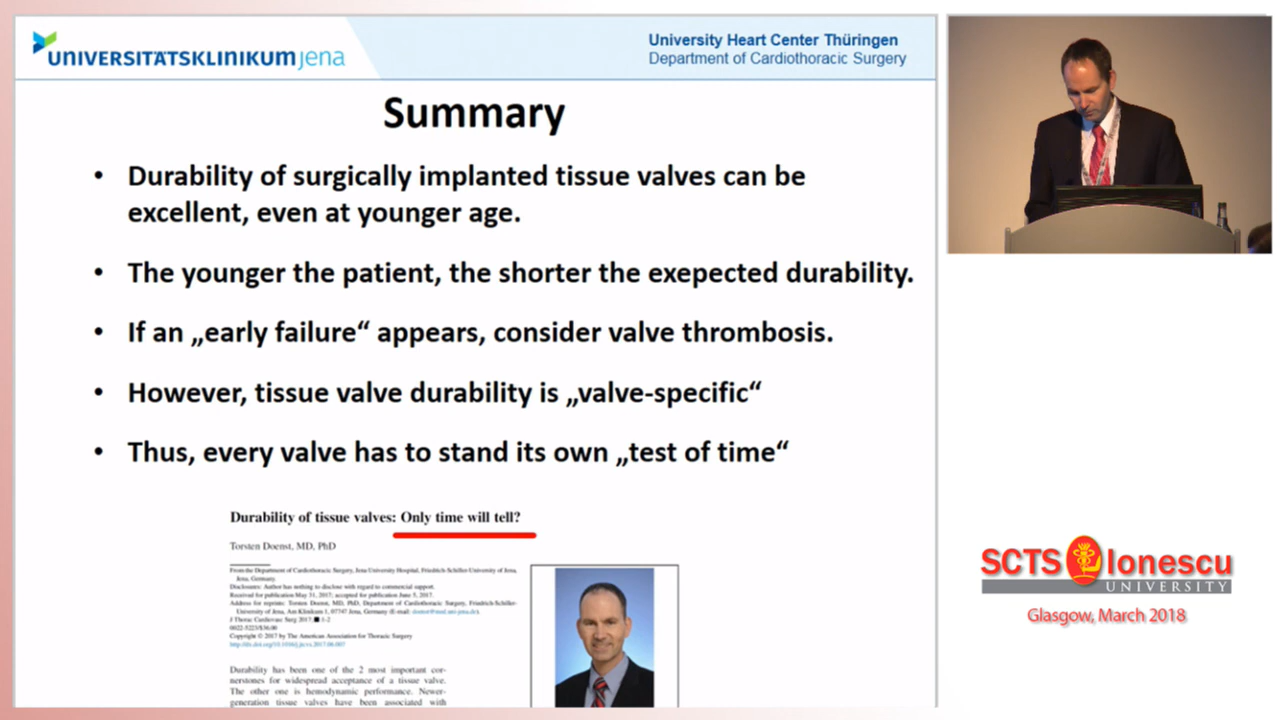 UNIVERSITÄTSKLINIKUM jena
University Heart Center Thüringen
Department of Cardiothoracic Surgery
Summary
• Durability of surgically implanted tissue valves can be
excellent, even at younger age.
• The younger the patient, the shorter the exepected durability.
• If an „early failure“ appears, consider valve thrombosis.
• However, tissue valve durability is „valve-specific“
• Thus, every valve has to stand its own „test of time“
Durability of tissue valves: Only time will tell?
Torsten Doenst, MD, PhD
From the Department of Cardiothoracic Surgery, Jena University Hospital, Friedrich-Schiller-University of Jena,
Jena, Germany.
Disclosures: Author has nothing to disclose with regard to commercial support.
Received for publication May 31, 2017; accepted for publication June 5, 2017.
Address for reprints: Torsten Doenst, MD, PhD, Department of Cardiothoracic Surgery, Friedrich-Schiller-
University of Jena, Am Klinikum 1, 07747 Jena, Germany (E-mail:
J Thorac Cardiovasc Surg 2017;■:1-2
0022-5223/$36.00
Copyright © 2017 by The American Association for Thoracic Surgery
Durability has been one of the 2 most important cor-
nerstones for widespread acceptance of a tissue valve.
The other one is hemodynamic performance. Newer-
generation tissue valves have been associated with
SCTS Ionescu
UNIVERSITY
Glasgow, March 2018